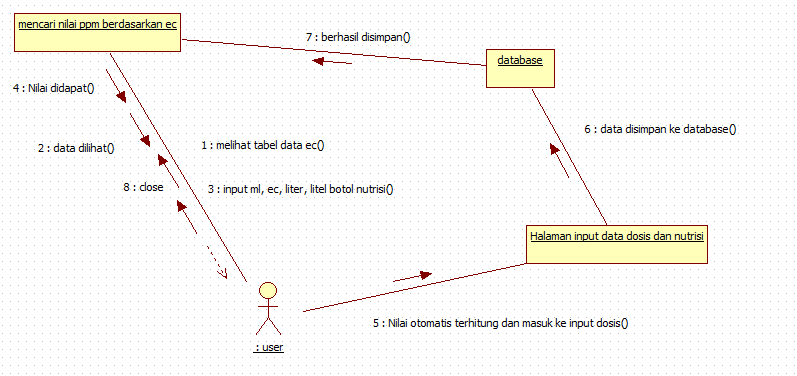 mencari nilai ppm berdasarkan ec
7 : berhasil disimpan()
database
4 : Nilai didapat()
6 : data disimpan ke database()
2 : data dilihat()
1 : melihat tabel data ec()
8 : close
3 : input ml, ec, liter, litel botol nutrisi()
Halaman input data dosis dan nutrisi
5 : Nilai otomatis terhitung dan masuk ke input dosis()
: user